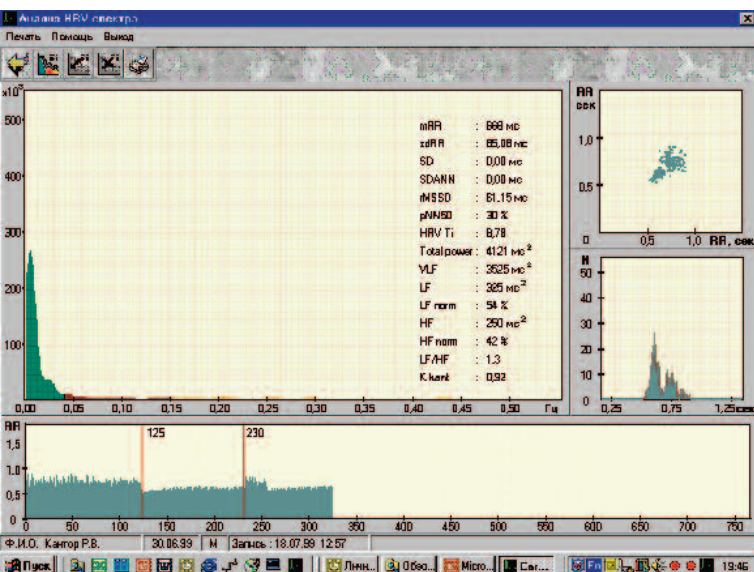 Анализ HRV спектра
Печать Помощь Выход
x10³
500
400
300
200
100
0,00 0,05 0,10 0,15 0,20 0,25 0,30 0,35 0,40 0,45 0,50 Гц
mRR : 666 мс
sdRR : 85,08 мс
SD : 0,00 мс
SDANN : 0,00 мс
rMSSD : 61.15 мс
pNN50 : 30 %
HRV Ti : 8,78
Total power : 4121 мс²
VLF : 3525 мс²
LF : 325 мс²
LF norm : 54 %
HF : 250 мс²
HF norm : 42 %
LF/HF : 1.3
: 0,92
RR
сек
1,0
0,5
0 0,5 1,0 RR, сек
N
50
40
30
20
10
0 0,25 0,75 1,25 сек
RR
1,5
1,0
0,5
0
125 230
0 50 100 150 200 250 300 350 400 450 500 550 600 650 700 750
Ф.И.О. Кантор Р.В. 30.06.99 М Запись : 18.07.99 12:57
Пуск Личн... Обзо... Micro... Car... En 19:46